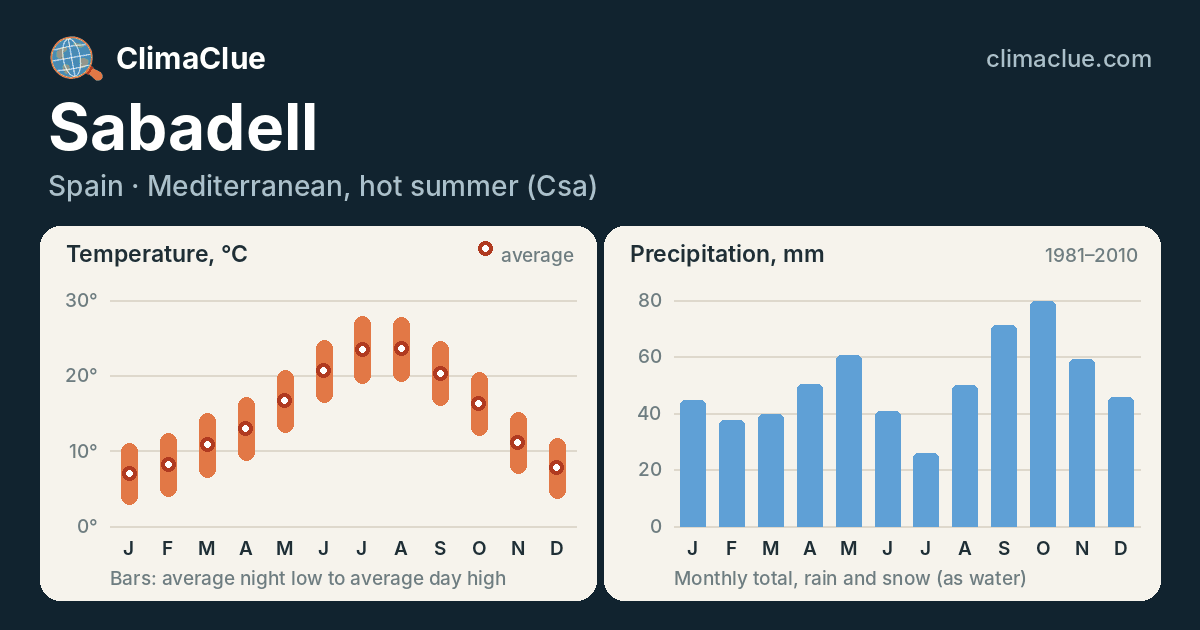 ClimaClue
climaclue.com
Sabadell
Spain · Mediterranean, hot summer (Csa)
Temperature, °C
average
30°
20°
10°
0°
J F M A M J J A S O N D
Bars: average night low to average day high
Precipitation, mm
1981–2010
80
60
40
20
0
J F M A M J J A S O N D
Monthly total, rain and snow (as water)